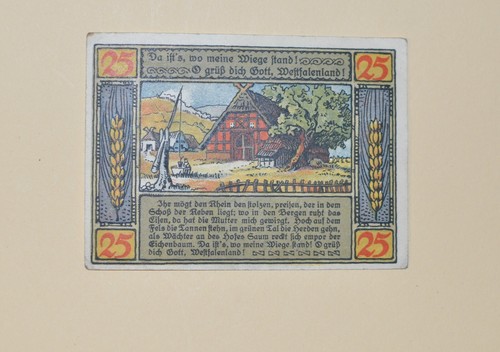 25 Da ist's, wo meine Wiege stand! 25
O grüß dich Gott, Westfalenland!
Ihr mögt den Rhein den stolzen, preisen, der in dem
Schoß der Reben liegt; wo in den Bergen ruht das
Eisen, da hat die Mutter mich gewiegt. Hoch auf dem
Fels die Tannen stehn, im grünen Tal die Herden gehn,
als Wächter an des Hofes Saum reckt sich empor der
Eichenbaum. Da ist's, wo meine Wiege stand! O grüß
25 dich Gott, Westfalenland! 25